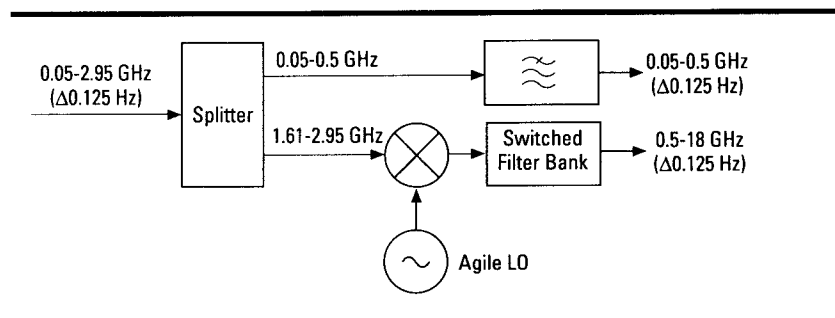 0.05-2.95 GHz
(Δ0.125 Hz)
Splitter
0.05-0.5 GHz
0.05-0.5 GHz
(Δ0.125 Hz)
1.61-2.95 GHz
Switched
Filter Bank
0.5-18 GHz
(Δ0.125 Hz)
Agile LO